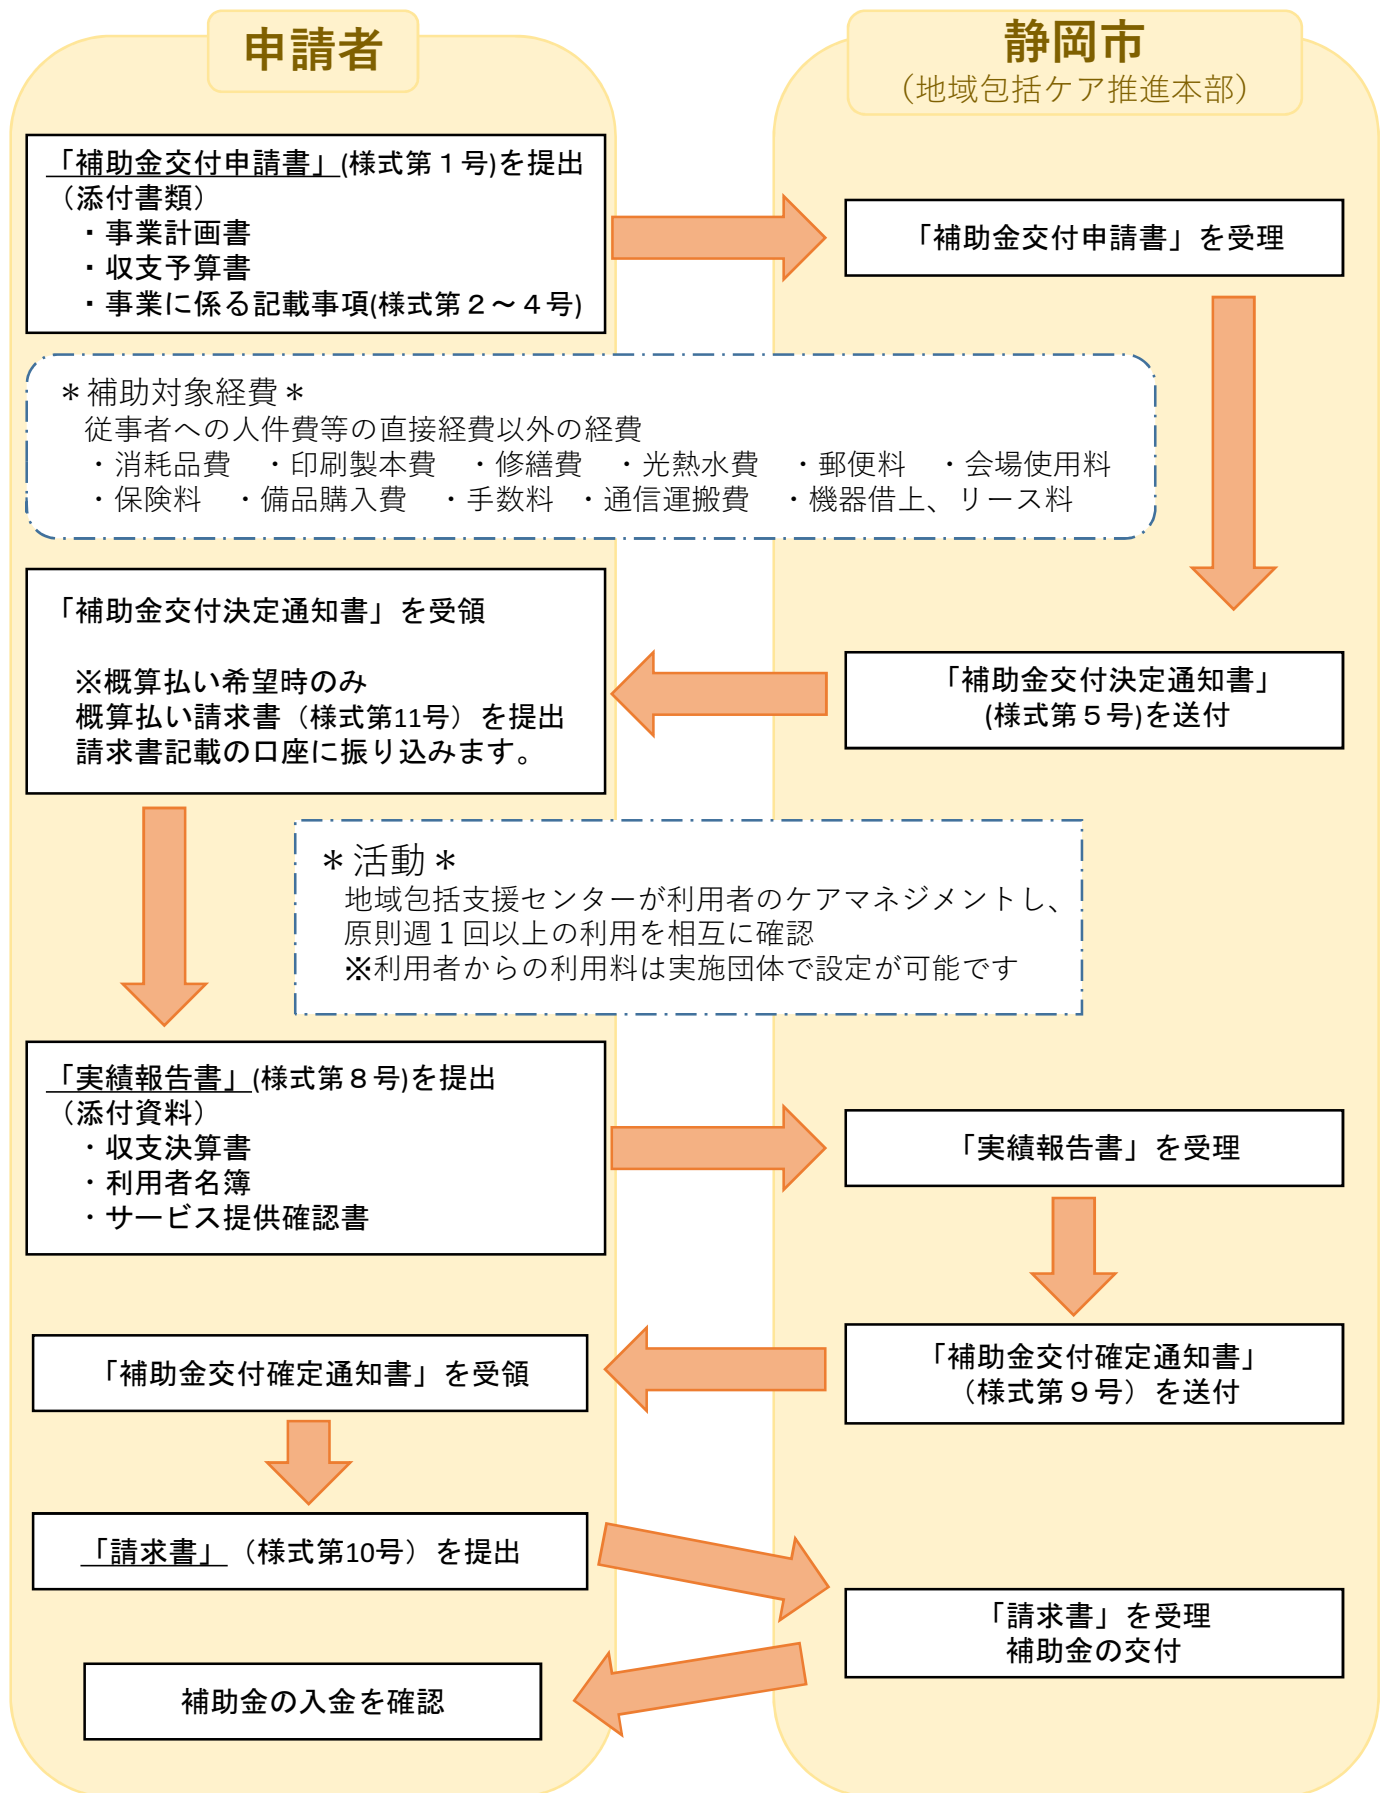 申請者
静岡市
（地域包括ケア推進本部）
「補助金交付申請書」(様式第１号)を提出
（添付書類）
・事業計画書
・収支予算書
・事業に係る記載事項(様式第２～４号)
「補助金交付申請書」を受理
＊補助対象経費＊
従事者への人件費等の直接経費以外の経費
・消耗品費　・印刷製本費　・修繕費　・光熱水費　・郵便料　・会場使用料
・保険料　・備品購入費　・手数料　・通信運搬費　・機器借上、リース料
「補助金交付決定通知書」を受領
※概算払い希望時のみ
概算払い請求書（様式第11号）を提出
請求書記載の口座に振り込みます。
「補助金交付決定通知書」
(様式第５号)を送付
＊活動＊
地域包括支援センターが利用者のケアマネジメントし、
原則週１回以上の利用を相互に確認
※利用者からの利用料は実施団体で設定が可能です
「実績報告書」(様式第８号)を提出
（添付資料）
・収支決算書
・利用者名簿
・サービス提供確認書
「実績報告書」を受理
「補助金交付確定通知書」を受領
「補助金交付確定通知書」
（様式第９号）を送付
「請求書」（様式第10号）を提出
「請求書」を受理
補助金の交付
補助金の入金を確認